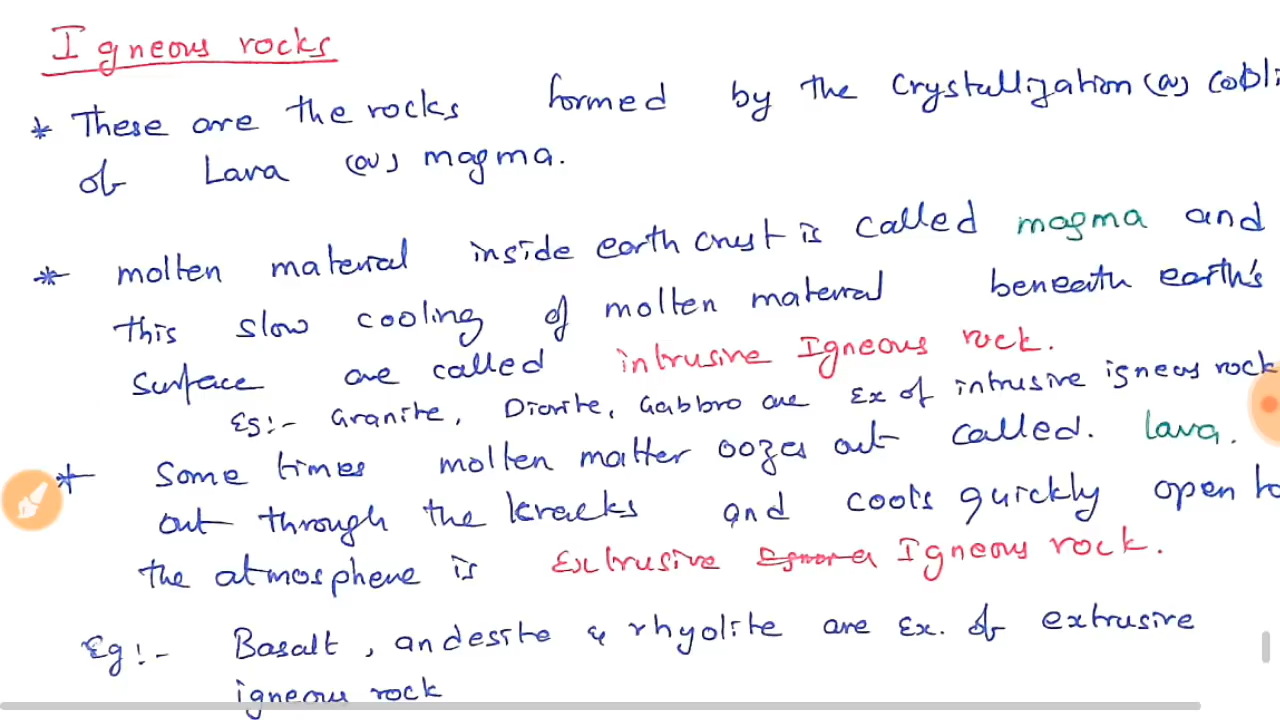 Igneous rocks
* These are the rocks formed by the Crystallization (or) cooli
of Lava (or) magma.
* molten material inside earth crust is called magma and
this slow cooling of molten material beneath earth's
surface are called intrusive Igneous rock.
Eg:- Granite, Diorite, Gabbro are Ex of intrusive igneous rock
* Some times molten matter oozes out called. lava.
out through the kracks and cools quickly open to
the atmosphere is Extrusive Igneous rock.
Eg:- Basalt, andesite & rhyolite are Ex. of extrusive
igneous rock